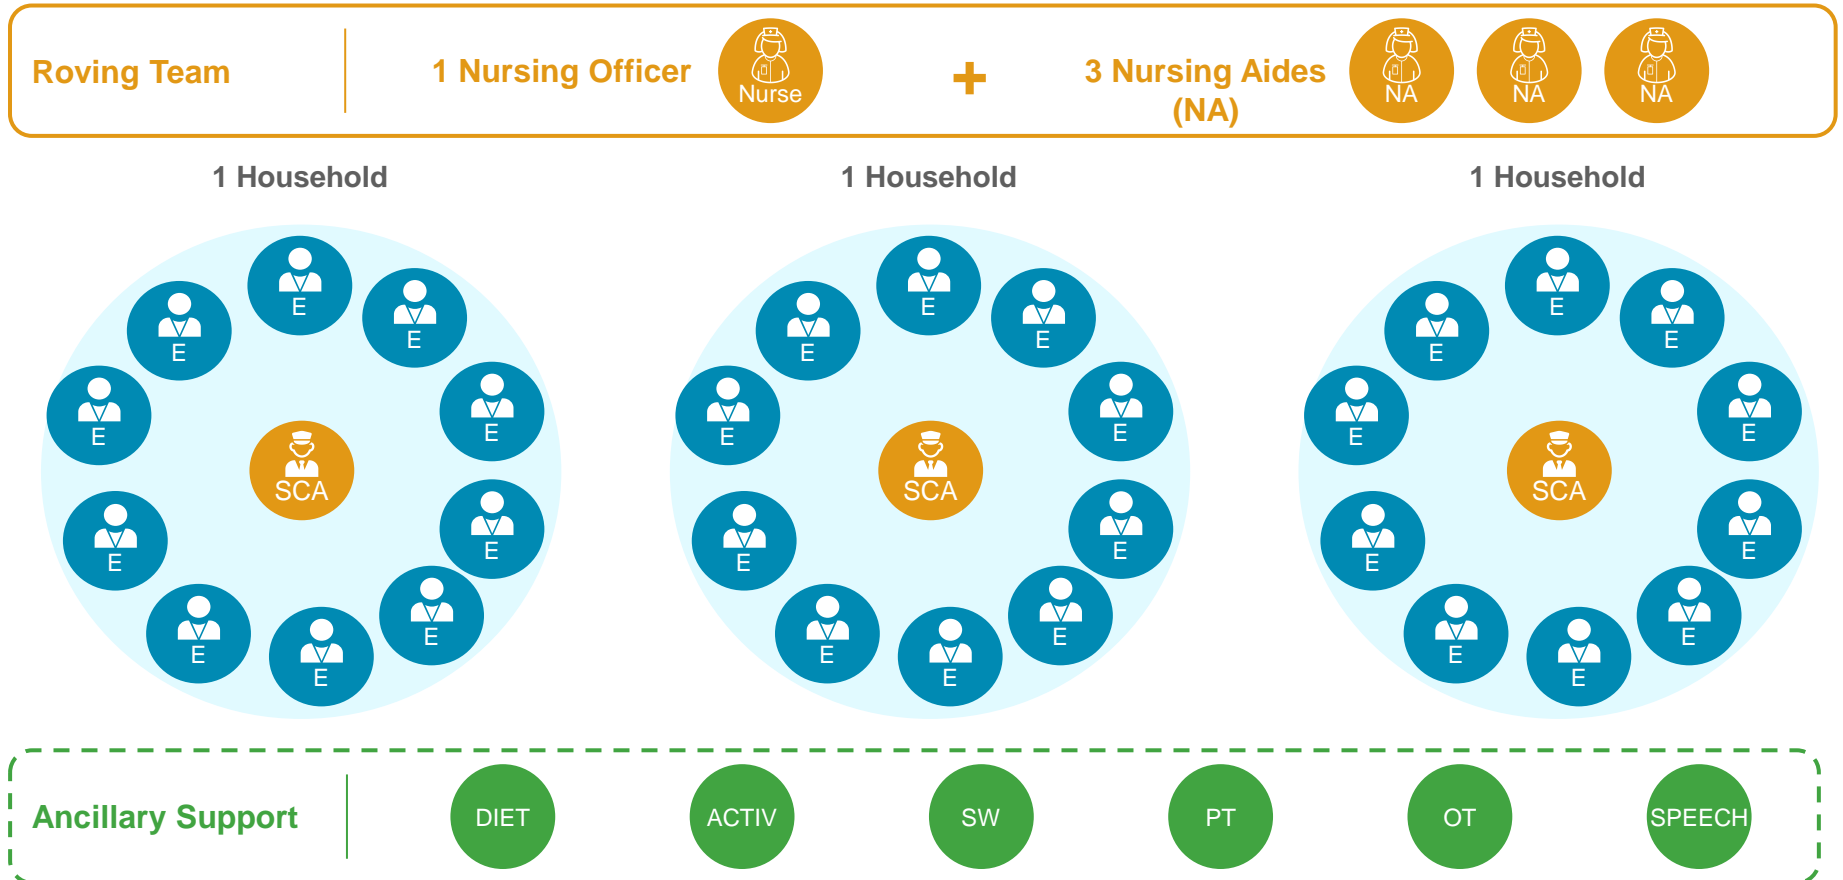 Roving Team
1 Nursing Officer
Nurse
+
3 Nursing Aides
(NA)
NA
NA
NA
1 Household
1 Household
1 Household
E
E
E
E
E
E
E
E
E
E
SCA
E
E
E
E
E
E
E
E
E
E
SCA
E
E
E
E
E
E
E
E
E
E
SCA
Ancillary Support
DIET
ACTIV
SW
PT
OT
SPEECH